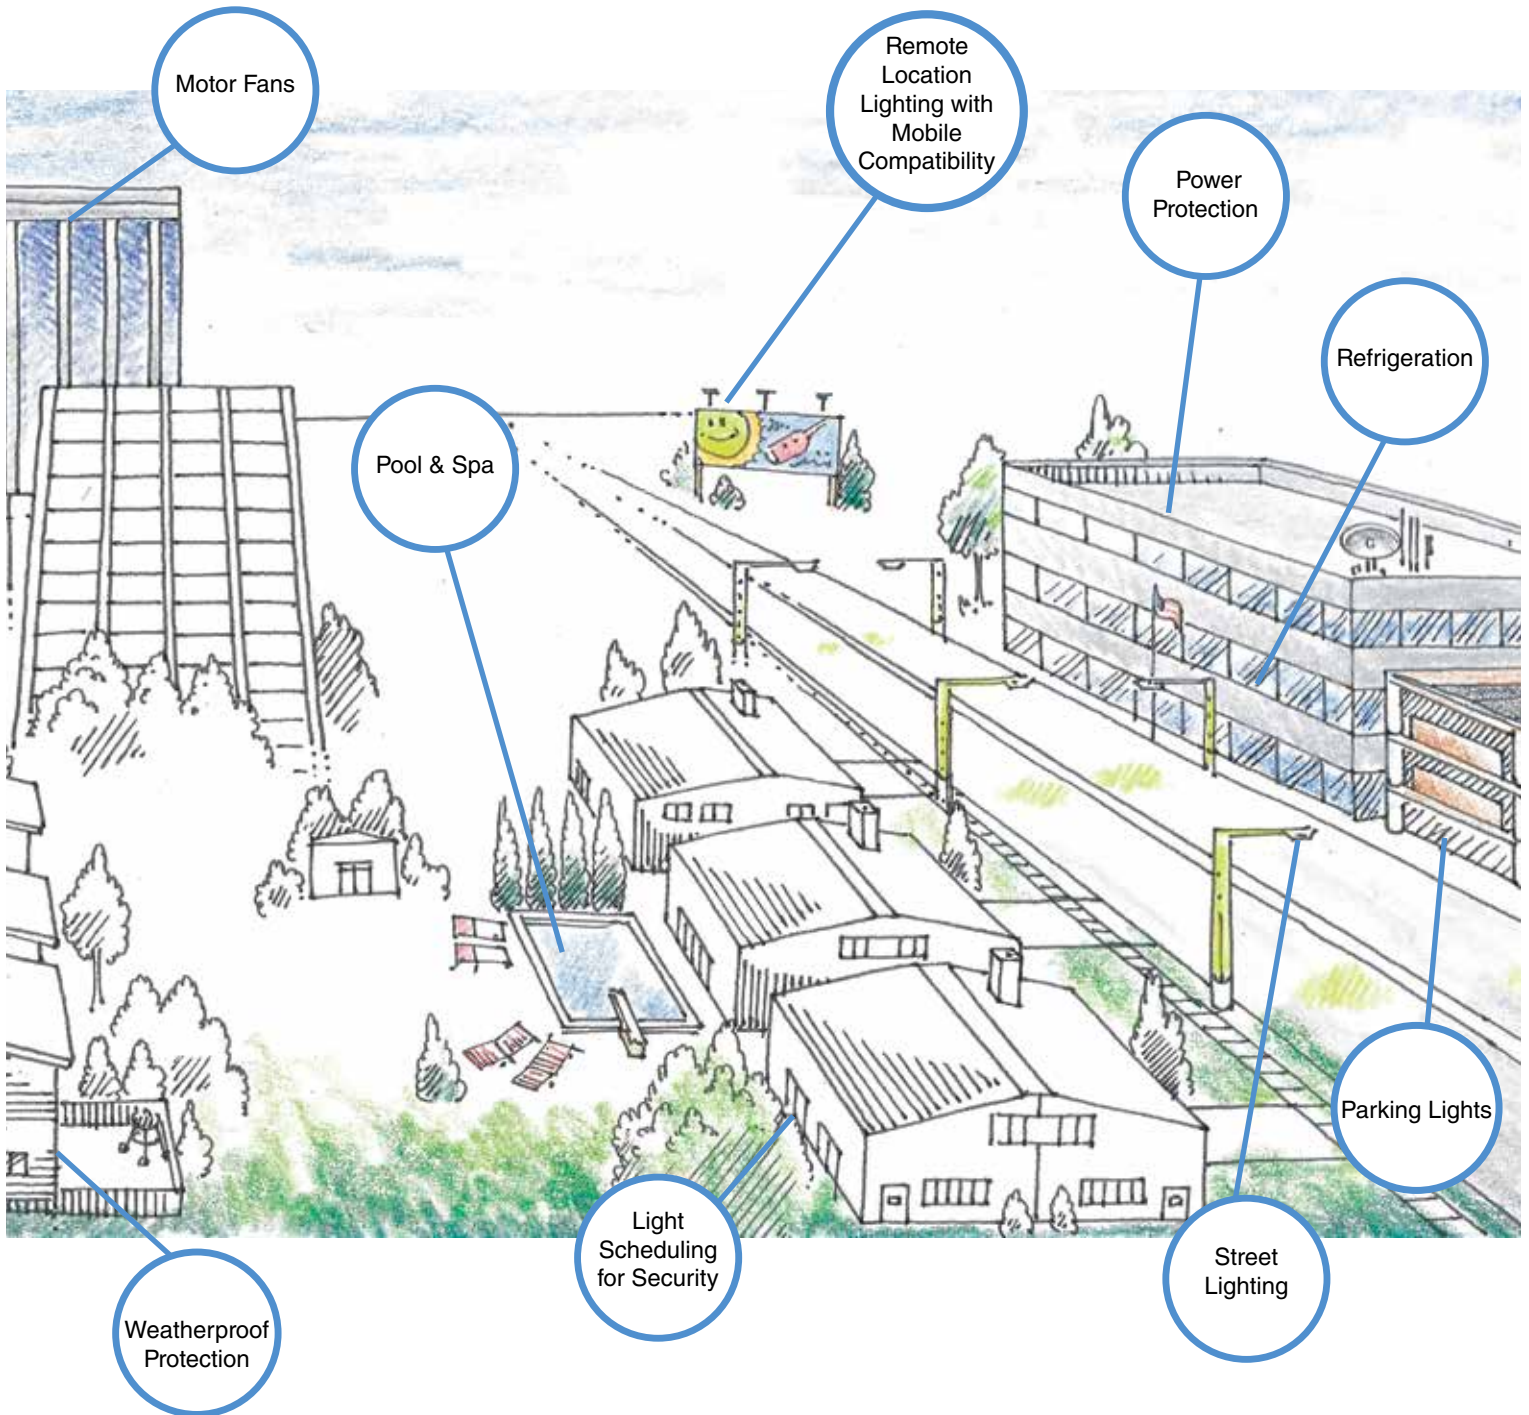 Motor Fans
Remote
Location
Lighting with
Mobile
Compatibility
Power
Protection
Refrigeration
Pool & Spa
G
Parking Lights
Light
Scheduling
for Security
Street
Lighting
Weatherproof
Protection